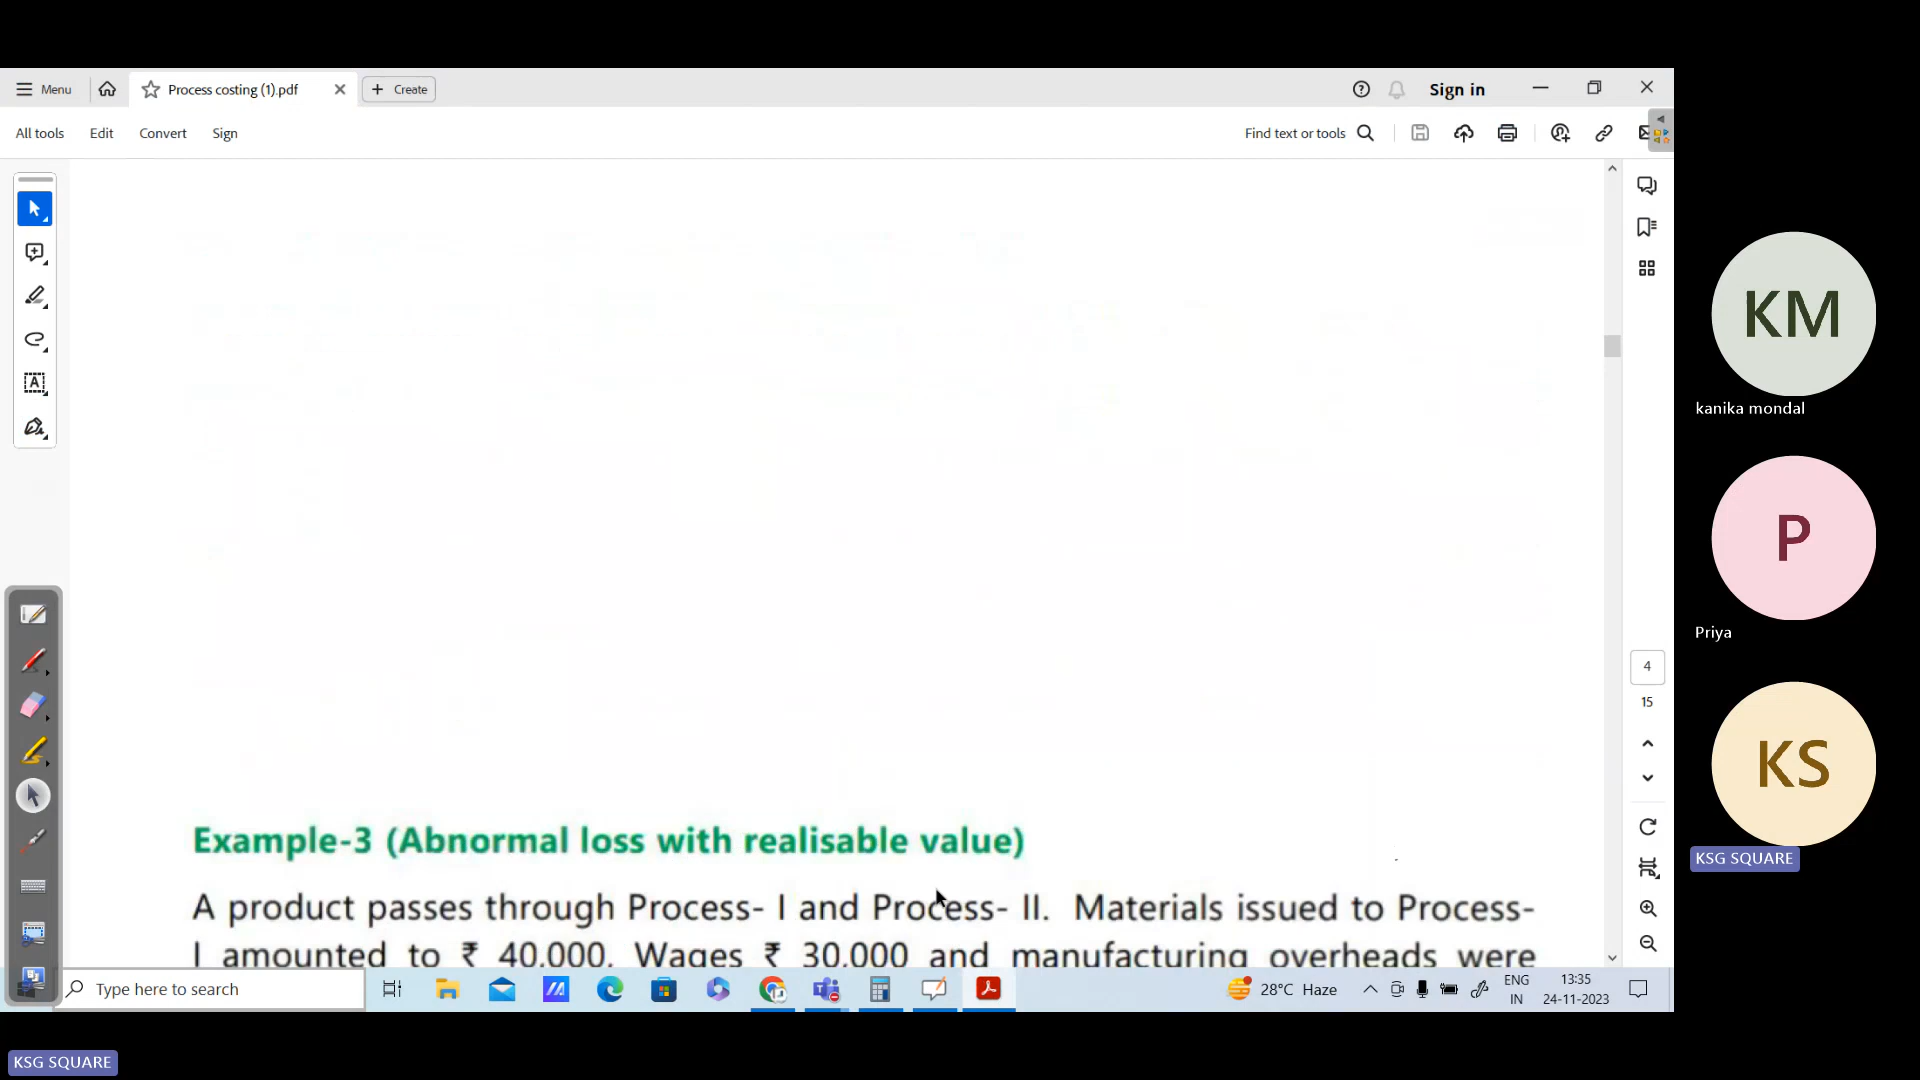 Menu
Process costing (1).pdf
Create
Sign in
All tools
Edit
Convert
Sign
Find text or tools
KM
kanika mondal
P
Priya
4
15
KS
KSG SQUARE
Example-3 (Abnormal loss with realisable value)
A product passes through Process- I and Process- II. Materials issued to Process-
I amounted to ₹ 40,000, Wages ₹ 30,000 and manufacturing overheads were
Type here to search
28°C Haze
ENG
IN
13:35
24-11-2023
KSG SQUARE